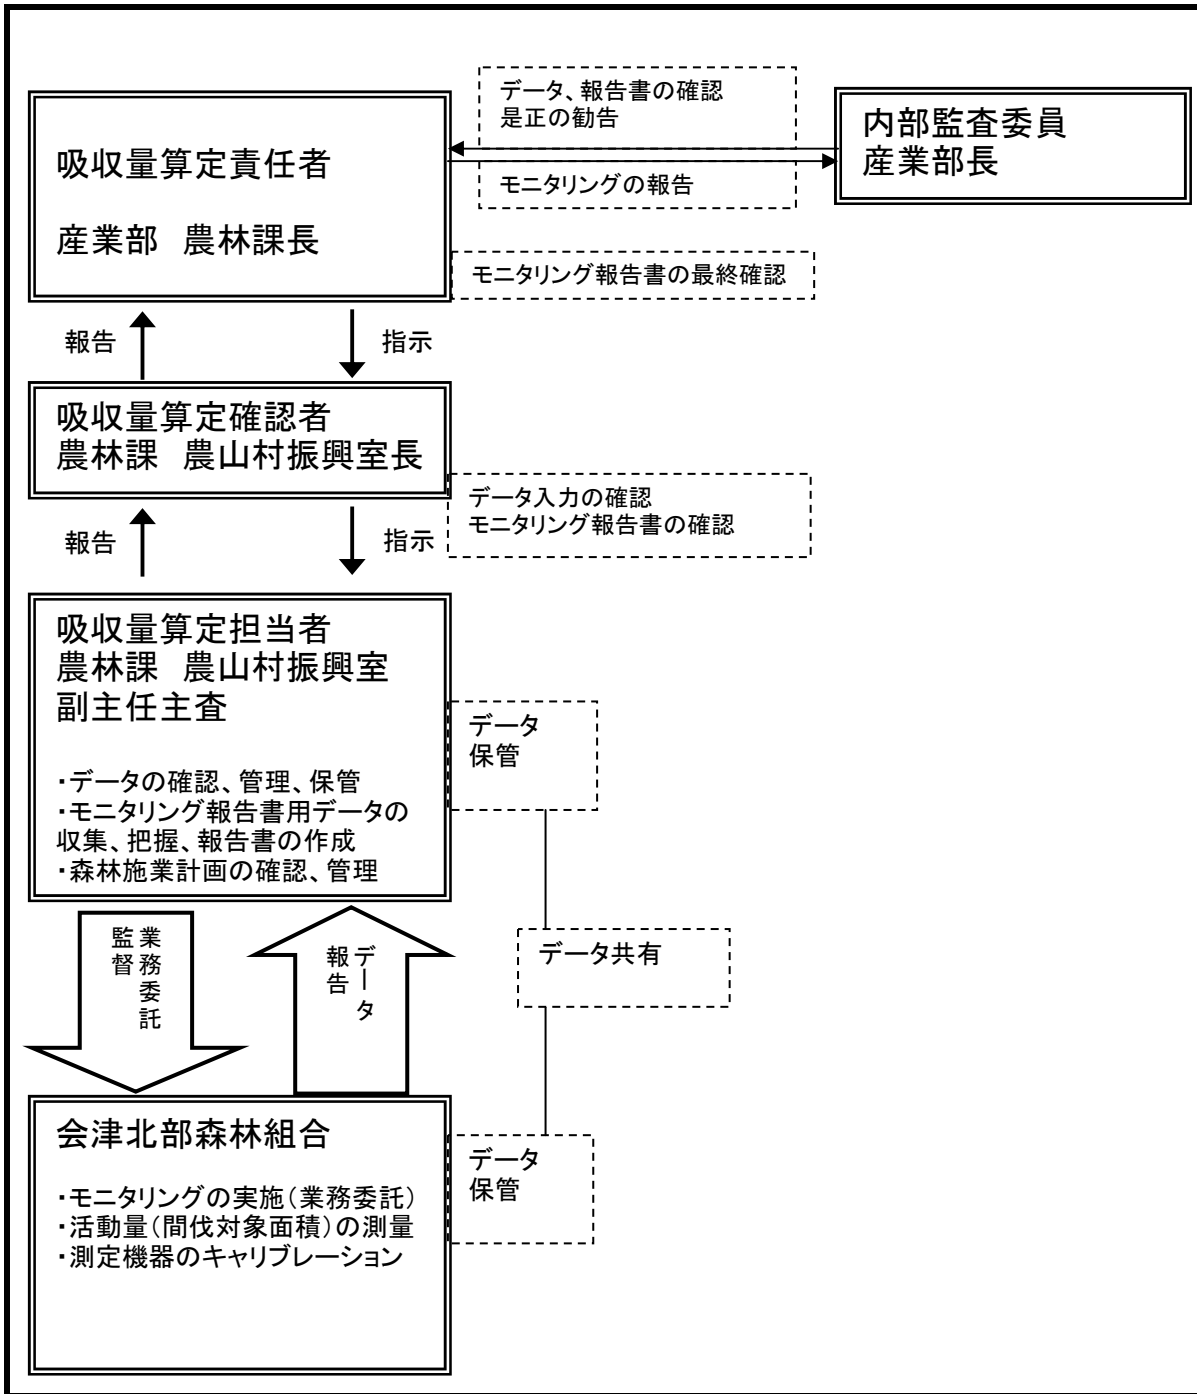 データ、報告書の確認
是正の勧告
内部監査委員
産業部長
吸収量算定責任者
産業部　農林課長
モニタリングの報告
モニタリング報告書の最終確認
報告
指示
吸収量算定確認者
農林課　農山村振興室長
データ入力の確認
モニタリング報告書の確認
報告
指示
吸収量算定担当者
農林課　農山村振興室
副主任主査
・データの確認、管理、保管
・モニタリング報告書用データの
収集、把握、報告書の作成
・森林施業計画の確認、管理
データ
保管
業務委託
監督
データ
報告
データ共有
会津北部森林組合
・モニタリングの実施（業務委託）
・活動量（間伐対象面積）の測量
・測定機器のキャリブレーション
データ
保管